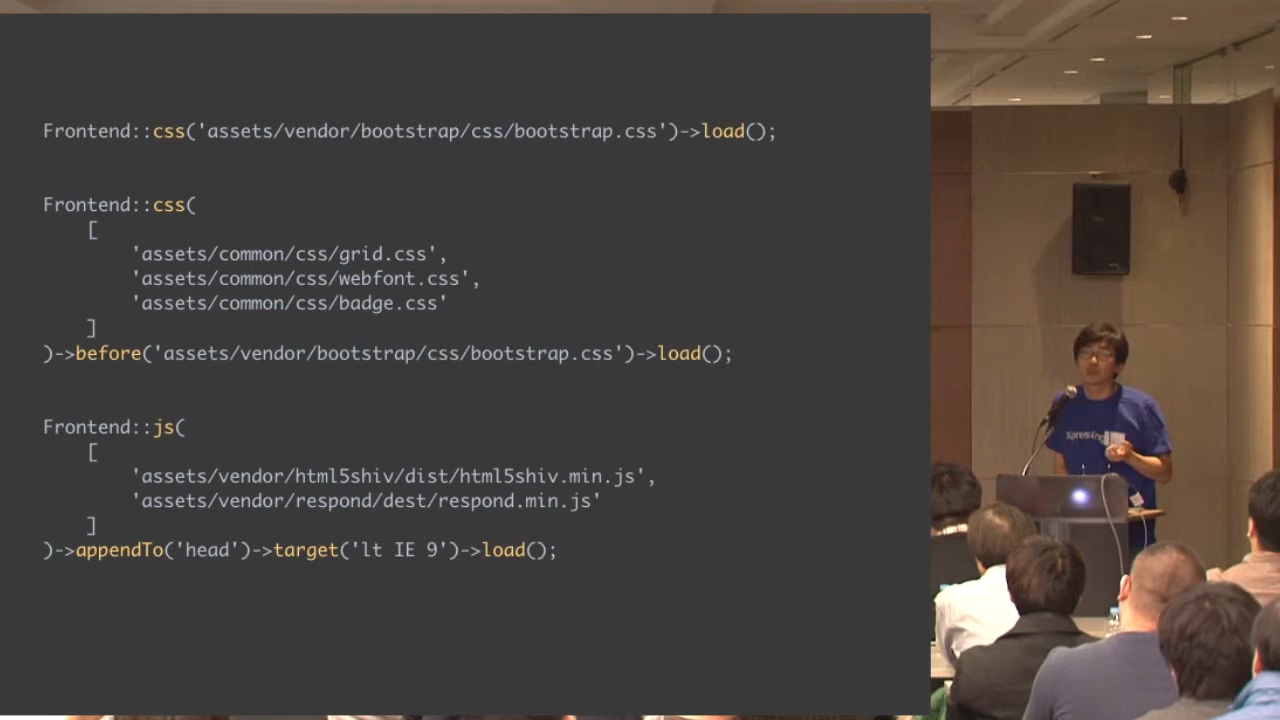 Frontend::css('assets/vendor/bootstrap/css/bootstrap.css')->load();
Frontend::css(
[
'assets/common/css/grid.css',
'assets/common/css/webfont.css',
'assets/common/css/badge.css'
]
)->before('assets/vendor/bootstrap/css/bootstrap.css')->load();
Frontend::js(
[
'assets/vendor/html5shiv/dist/html5shiv.min.js',
'assets/vendor/respond/dest/respond.min.js'
]
)->appendTo('head')->target('lt IE 9')->load();